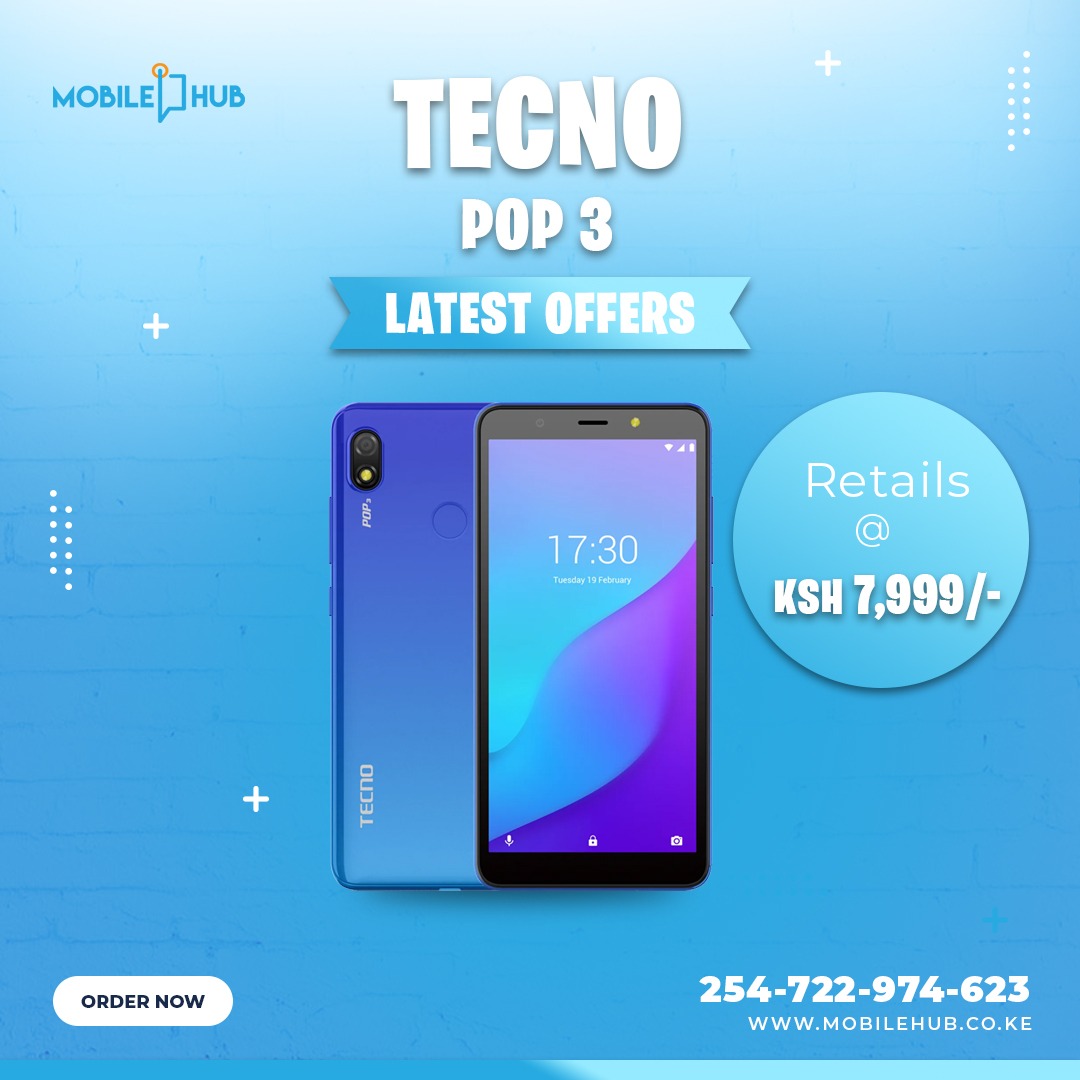 MOBILE HUB
TECNO
POP 3
LATEST OFFERS
POP3
17:30
Tuesday 19 February
TECNO
Retails
@
KSH 7,999/-
ORDER NOW
254-722-974-623
WWW.MOBILEHUB.CO.KE